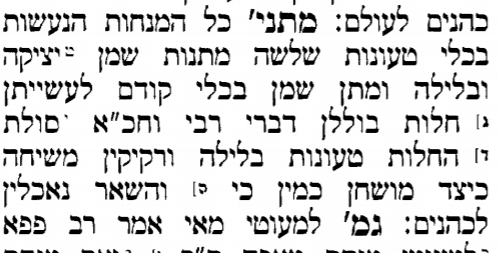 כהנים לעולם: מתני׳ כל המנחות הנעשות
בכלי טעונות שלשה מתנות שמן יציקה
ובלילה ומתן שמן בכלי קודם לעשייתן
חלות בוללן דברי רבי וחכ״א סולת
החלות טעונות בלילה ורקיקין משיחה
כיצד מושחן כמין כי והשאר נאכלין
לכהנים: גמ׳ למעוטי מאי אמר רב פפא